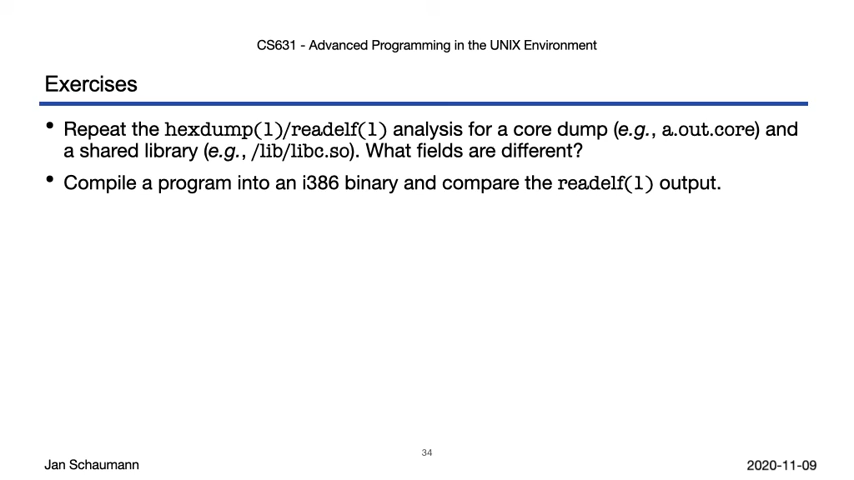 CS631 - Advanced Programming in the UNIX Environment
Exercises
• Repeat the hexdump(1)/readelf(1) analysis for a core dump (e.g., a.out.core) and
a shared library (e.g., /lib/libc.so). What fields are different?
• Compile a program into an i386 binary and compare the readelf(1) output.
34
Jan Schaumann
2020-11-09